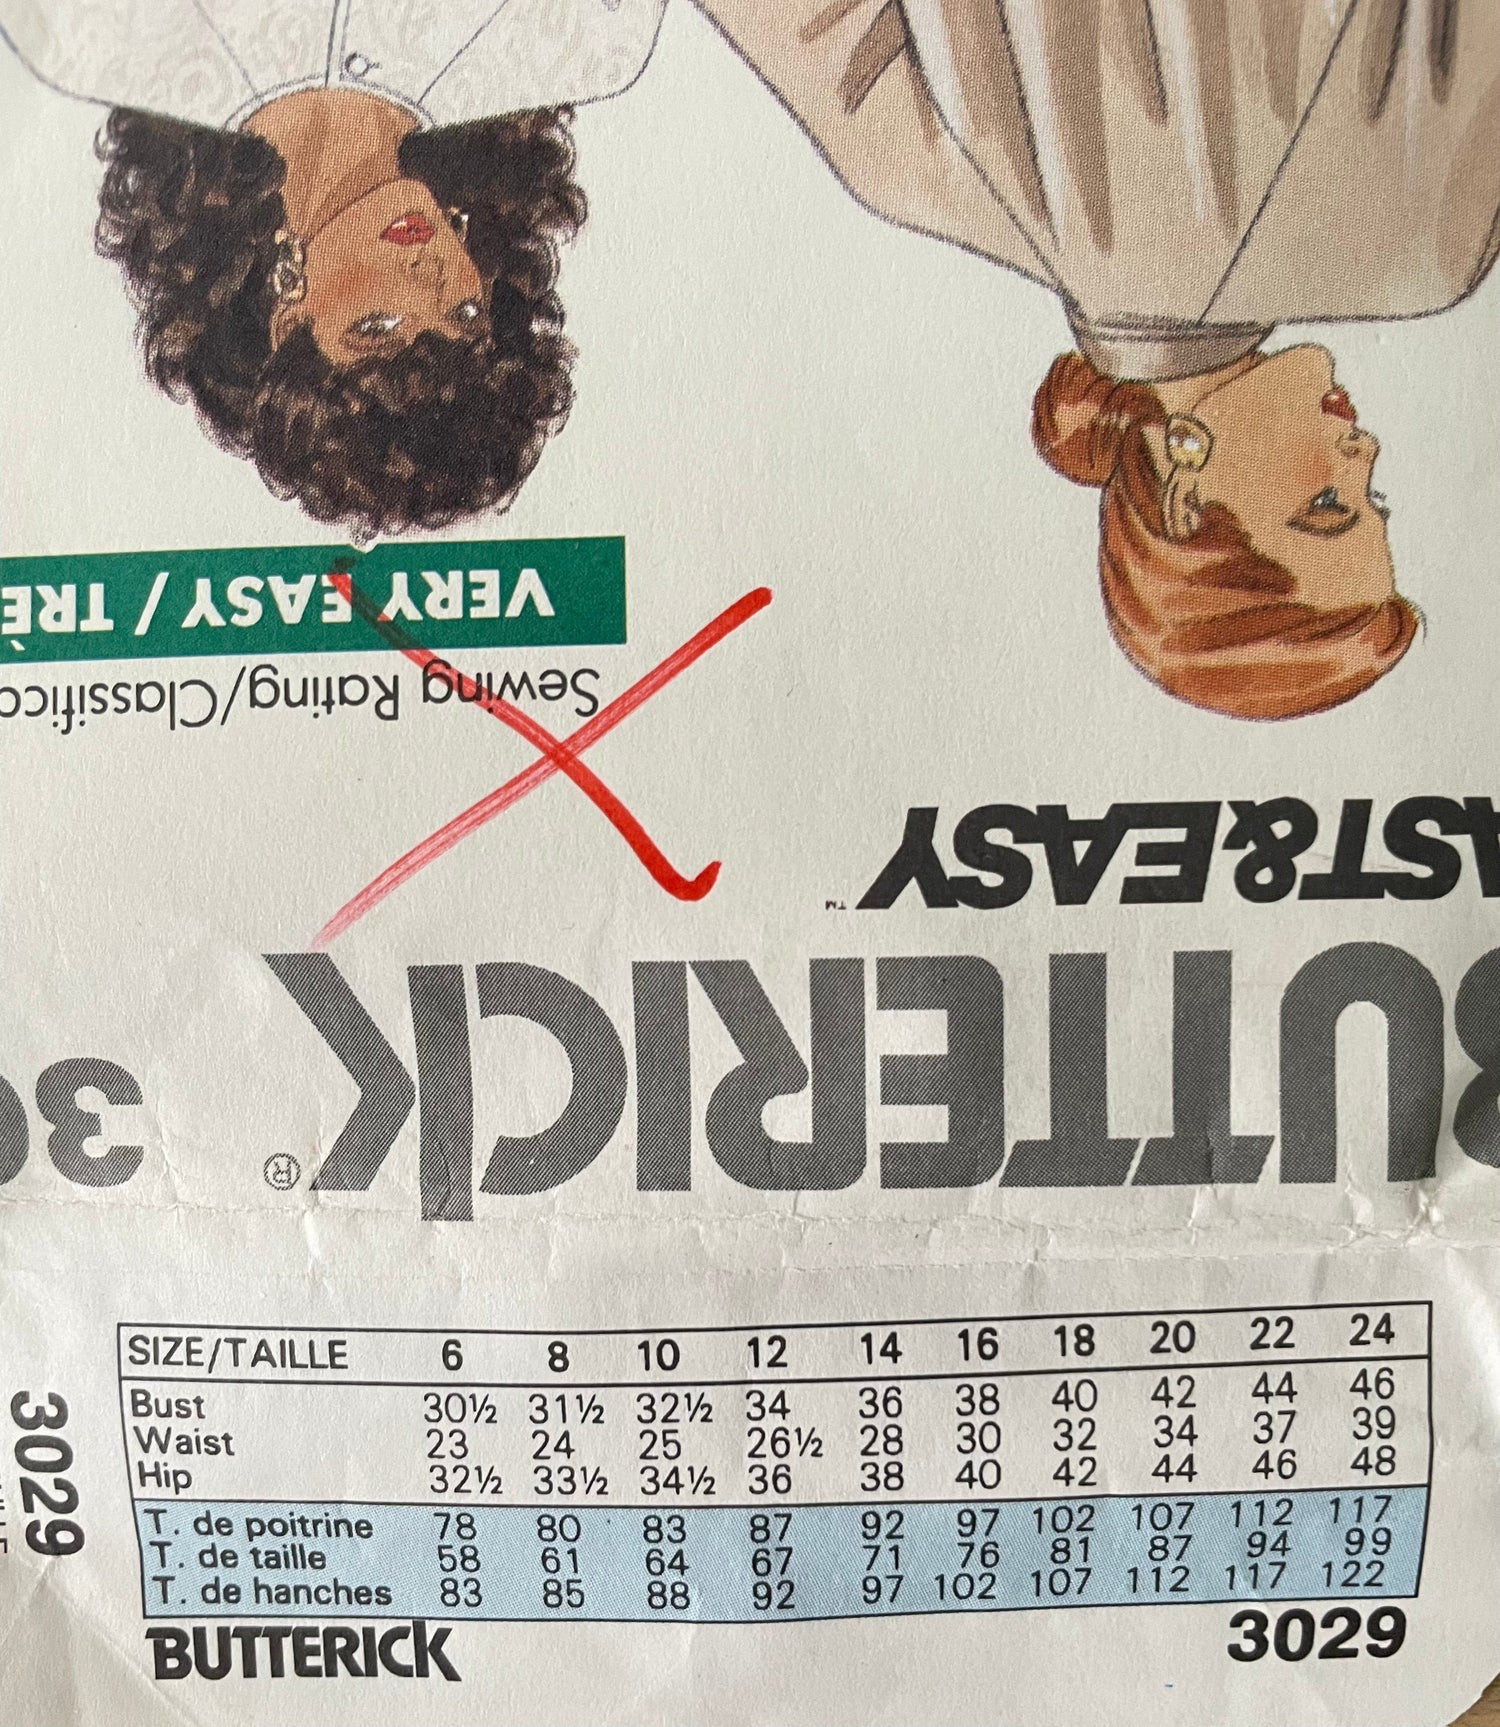 VERY EASY / TRÈ
Sewing Rating/Classifica
AST&EASY™
BUTTERICK®
30
SIZE/TAILLE 6 8 10 12 14 16 18 20 22 24
Bust 30½ 31½ 32½ 34 36 38 40 42 44 46
Waist 23 24 25 26½ 28 30 32 34 37 39
Hip 32½ 33½ 34½ 36 38 40 42 44 46 48
T. de poitrine 78 80 83 87 92 97 102 107 112 117
T. de taille 58 61 64 67 71 76 81 87 94 99
T. de hanches 83 85 88 92 97 102 107 112 117 122
BUTTERICK 3029
3029